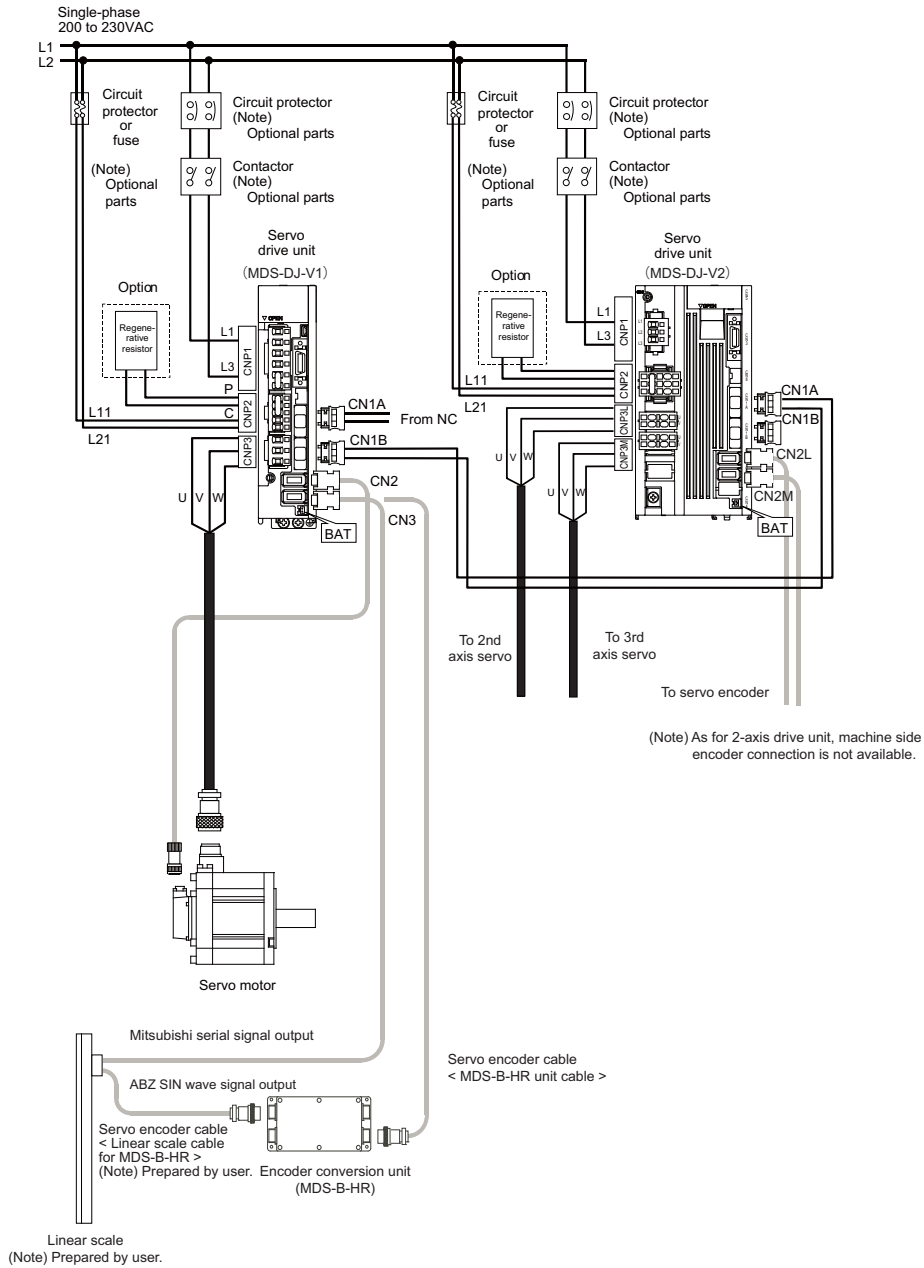 Single-phase
200 to 230VAC
L1
L2
Circuit
protector
or
fuse
(Note)
Optional
parts
Circuit protector
(Note)
Optional parts
Contactor
(Note)
Optional parts
Circuit
protector
or
fuse
(Note)
Optional
parts
Circuit protector
(Note)
Optional parts
Contactor
(Note)
Optional parts
Servo
drive unit
(MDS-DJ-V1)
Servo
drive unit
(MDS-DJ-V2)
Option
Regene-
rative
resistor
L1
L3
CNP1
P
C
CNP2
L11
L21
CNP3
U
V
W
OPEN
CN1A
From NC
CN1B
CN2
CN3
BAT
Option
Regene-
rative
resistor
L1
L3
CNP1
L11
CNP2
L21
CNP3L
CNP3M
U
V
W
U
V
W
OPEN
CN1A
CN1B
CN2L
CN2M
BAT
To 2nd
axis servo
To 3rd
axis servo
To servo encoder
(Note) As for 2-axis drive unit, machine side
encoder connection is not available.
Servo motor
Mitsubishi serial signal output
ABZ SIN wave signal output
Servo encoder cable
< MDS-B-HR unit cable >
Servo encoder cable
< Linear scale cable
for MDS-B-HR >
(Note) Prepared by user.
Encoder conversion unit
(MDS-B-HR)
Linear scale
(Note) Prepared by user.